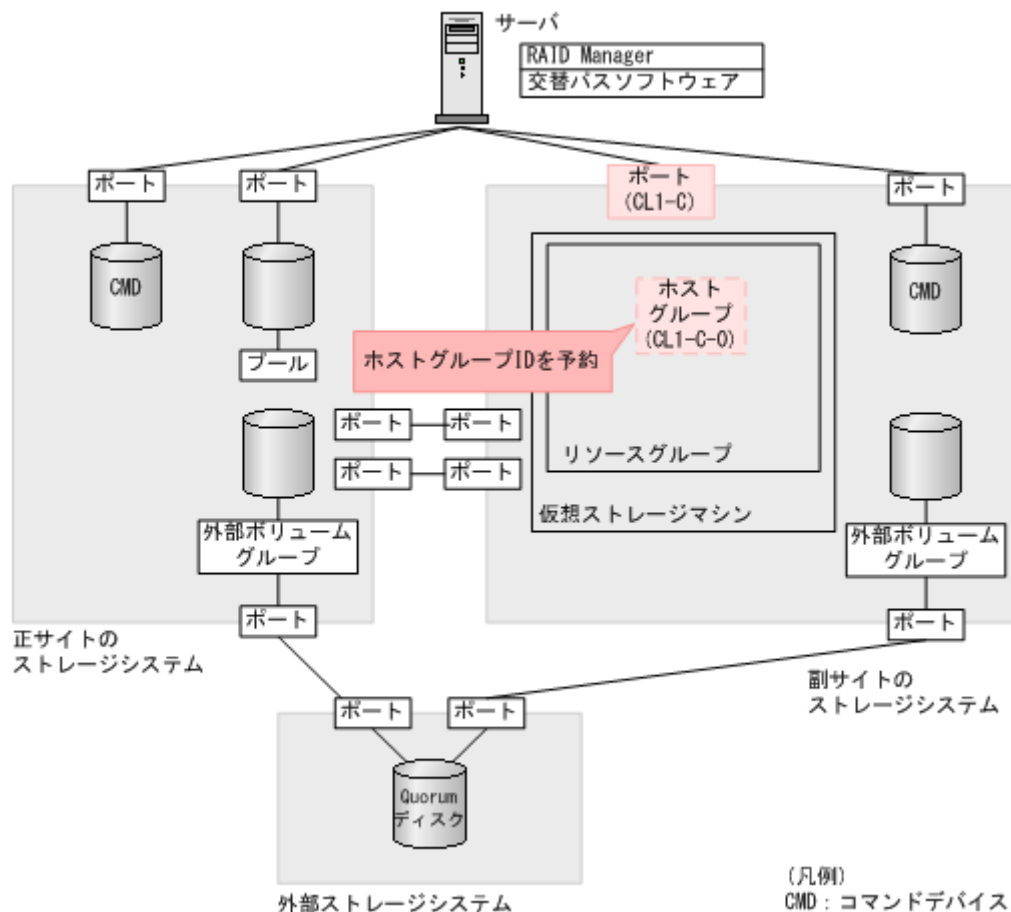 サーバ
RAID Manager
交替パスソフトウェア
ポート
ポート
ポート
(CL1-C)
ポート
CMD
CMD
ホスト
グループ
(CL1-C-0)
プール
ホストグループIDを予約
ポート
ポート
ポート
ポート
リソースグループ
仮想ストレージマシン
外部ボリューム
グループ
外部ボリューム
グループ
ポート
ポート
正サイトの
ストレージシステム
副サイトの
ストレージシステム
ポート
ポート
Quorum
ディスク
外部ストレージシステム
(凡例)
CMD：コマンドデバイス